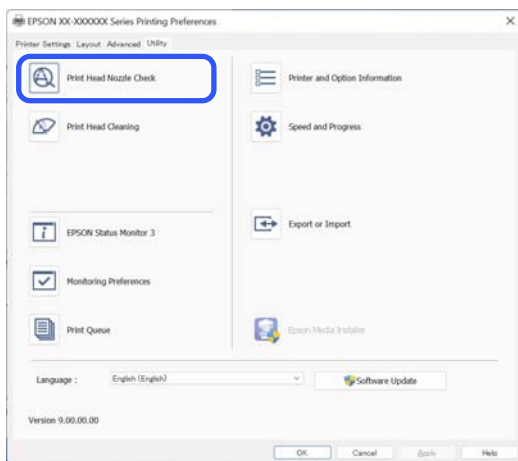 EPSON XX-XXXXXX Series Printing Preferences
Printer Settings Layout Advanced Utility
Print Head Nozzle Check
Printer and Option Information
Print Head Cleaning
Speed and Progress
EPSON Status Monitor 3
Export or Import
Monitoring Preferences
Print Queue
Epson Media Installer
Language :
English (English)
Software Update
Version 9.00.00.00
OK Cancel Apply Help